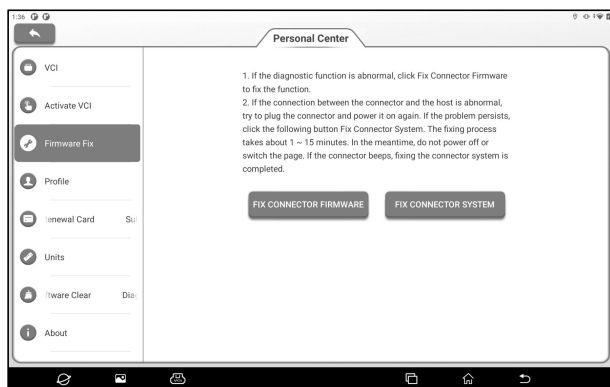 1:36
Personal Center
VCI
Activate VCI
Firmware Fix
Profile
Units
About
1. If the diagnostic function is abnormal, click Fix Connector Firmware
to fix the function.
2. If the connection between the connector and the host is abnormal,
try to plug the connector and power it on again. If the problem persists,
click the following button Fix Connector System. The fixing process
takes about 1 ~ 15 minutes. In the meantime, do not power off or
switch the page. If the connector beeps, fixing the connector system is
completed.
FIX CONNECTOR FIRMWARE
FIX CONNECTOR SYSTEM
enewal Card Su
ftware Clear Dia